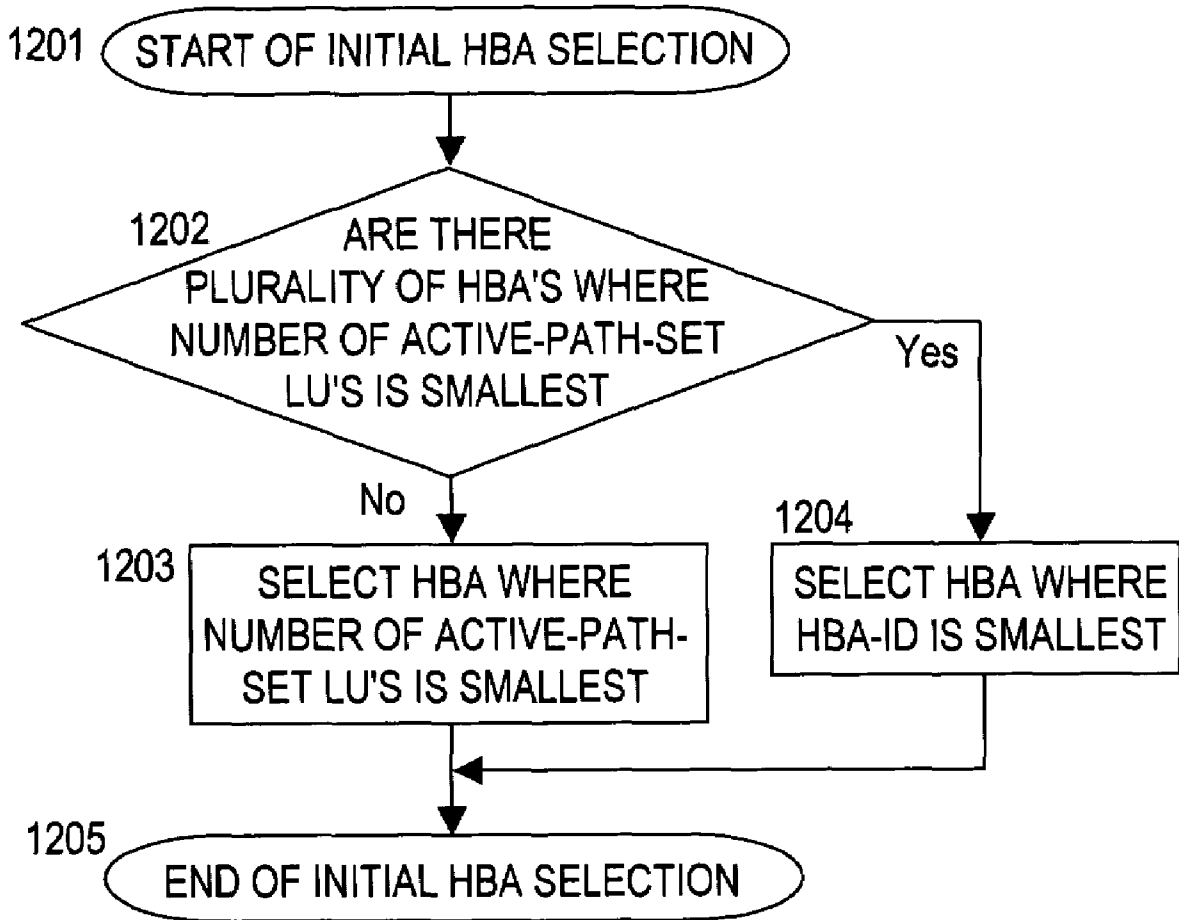 1201
START OF INITIAL HBA SELECTION
1202
ARE THERE
PLURALITY OF HBA'S WHERE
NUMBER OF ACTIVE-PATH-SET
LU'S IS SMALLEST
Yes
No
1203
SELECT HBA WHERE
NUMBER OF ACTIVE-PATH-
SET LU'S IS SMALLEST
1204
SELECT HBA WHERE
HBA-ID IS SMALLEST
1205
END OF INITIAL HBA SELECTION